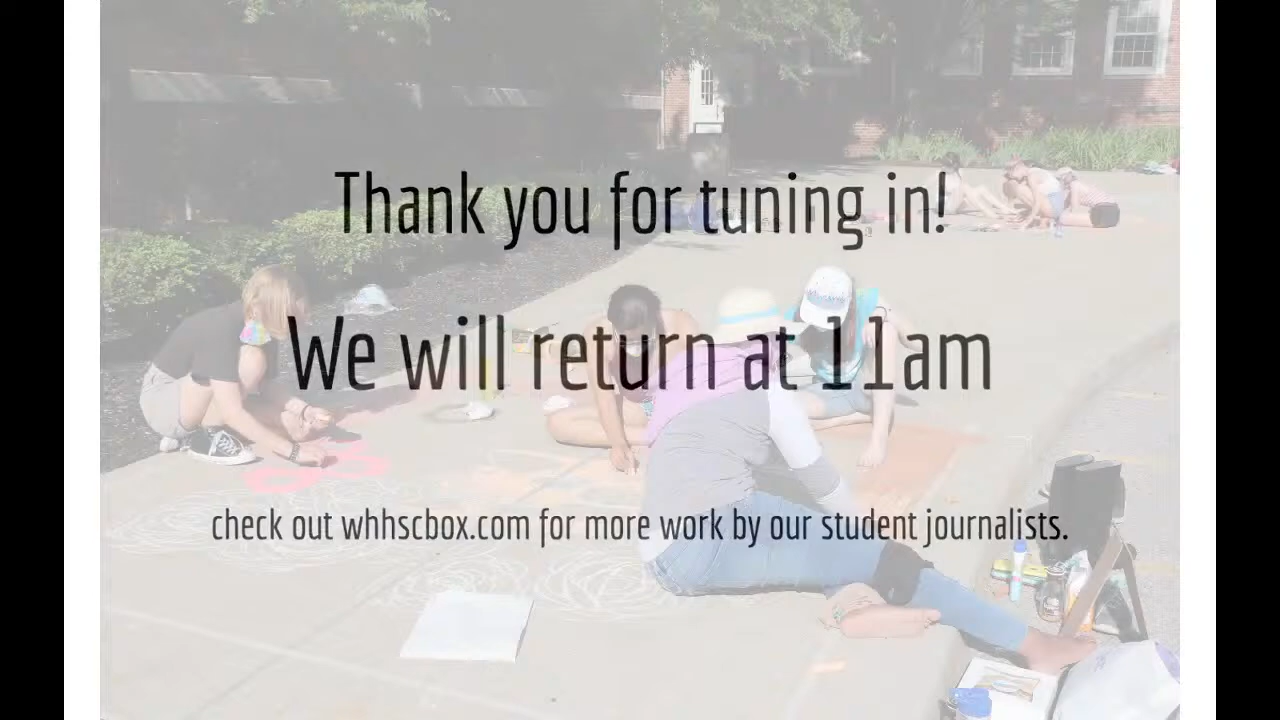 Thank you for tuning in!
We will return at 11am
check out whhscbox.com for more work by our student journalists.